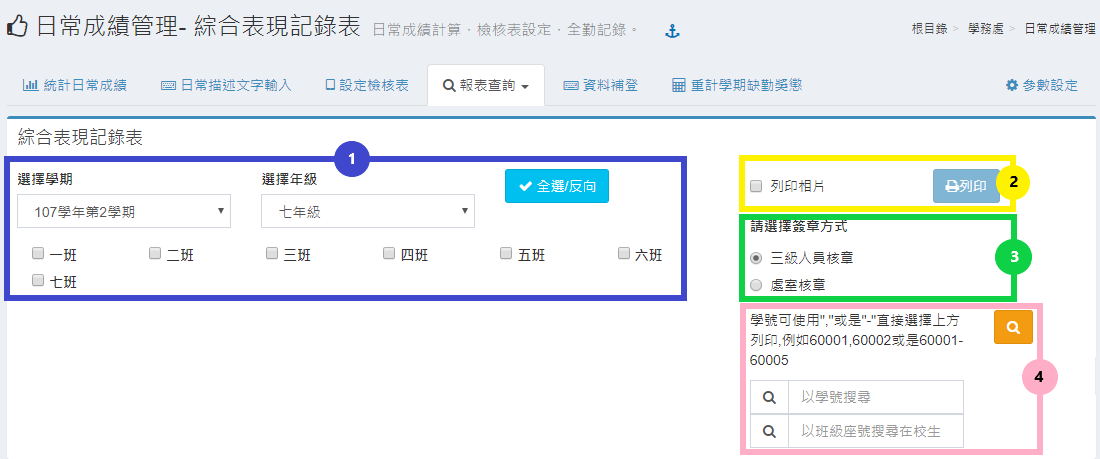 日常成績管理- 綜合表現記錄表 日常成績計算．檢核表設定．全勤記錄。
根目錄 > 學務處 > 日常成績管理
統計日常成績 日常描述文字輸入 設定檢核表 報表查詢 資料補登 重計學期缺勤獎懲 參數設定
綜合表現記錄表
1
選擇學期 選擇年級 全選/反向
107學年第2學期 七年級
一班 二班 三班 四班 五班 六班
七班
列印相片 列印 2
請選擇簽章方式
三級人員核章 3
處室核章
學號可使用","或是"-"直接選擇上方
列印,例如60001,60002或是60001-
60005
4
以學號搜尋
以班級座號搜尋在校生